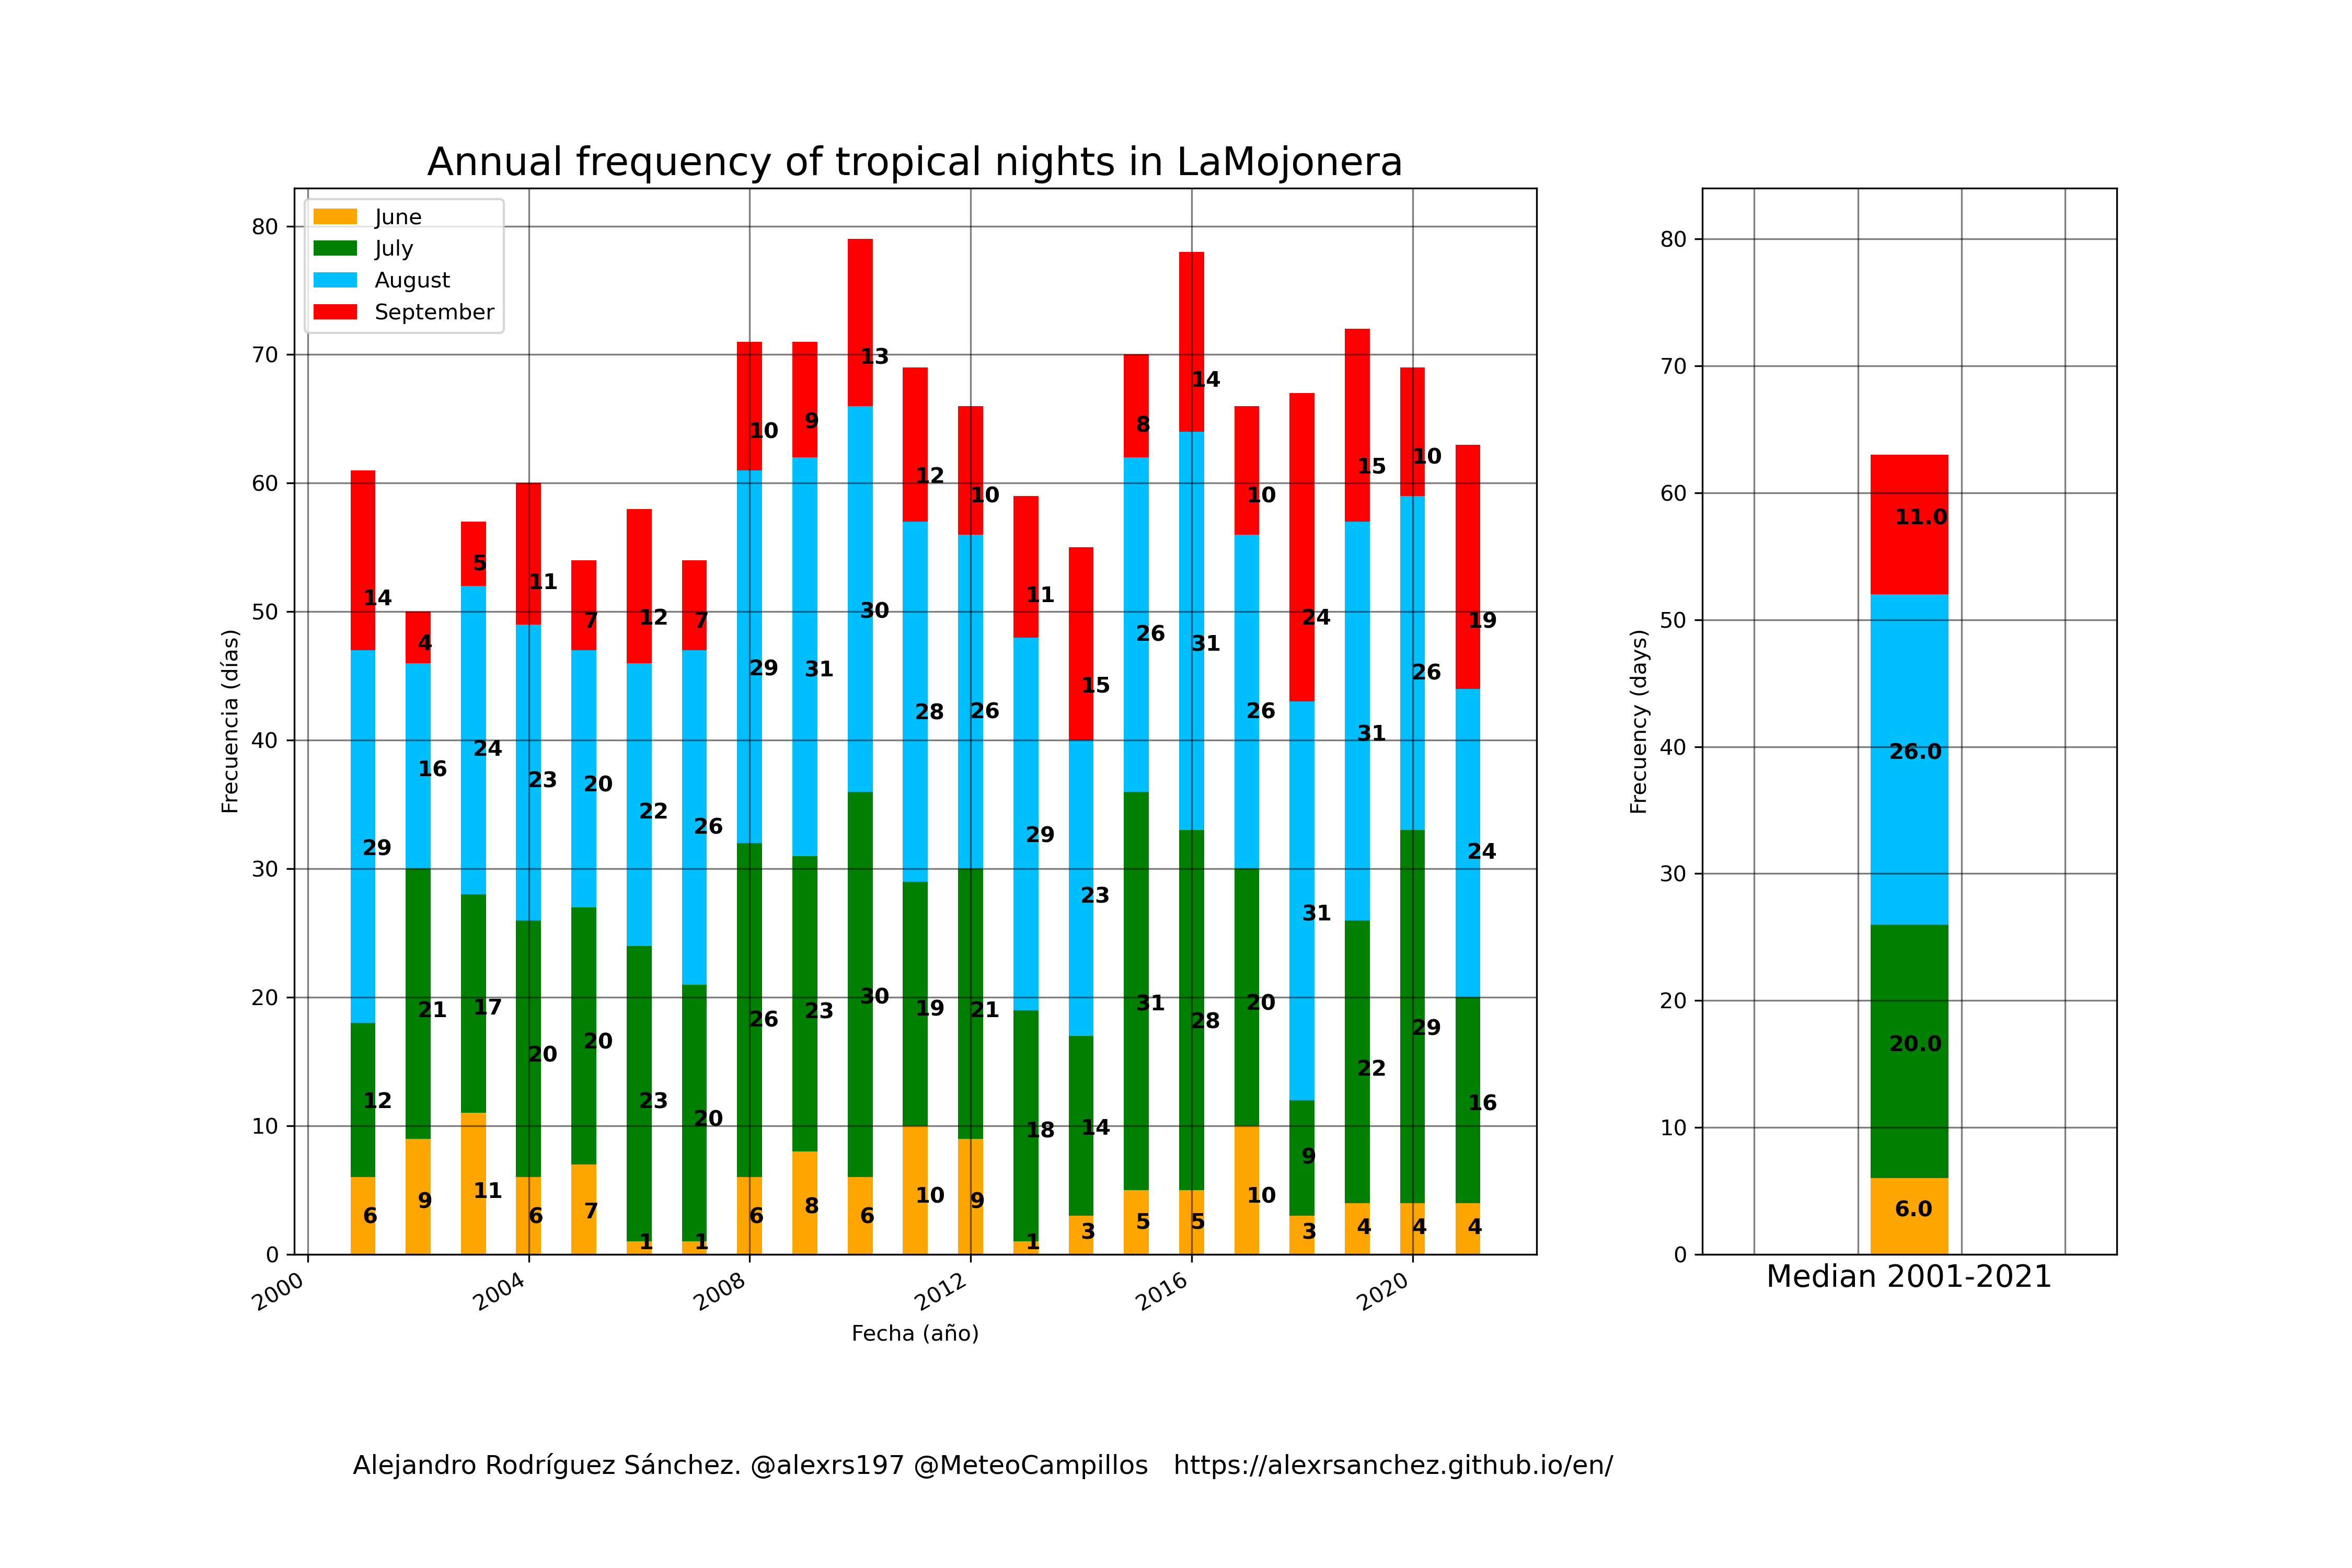 Annual frequency of tropical nights in LaMojonera
June
July
August
September
Frecuencia (días)
80
70
60
50
40
30
20
10
0
14 4 5 11 7 12 7 10 9 13 12 10 11 15 8 14 10 24 15 10 19
29 16 24 23 20 22 26 29 31 30 28 26 29 23 26 31 26 31 31 26 24
12 21 17 20 20 23 20 26 23 30 19 21 18 14 31 28 20 9 22 29 16
6 9 11 6 7 1 1 6 8 6 10 9 1 3 5 5 10 3 4 4 4
2000 2004 2008 2012 2016 2020
Fecha (año)
Frecuency (days)
80
70
60
50
40
30
20
10
0
11.0
26.0
20.0
6.0
Median 2001-2021
Alejandro Rodríguez Sánchez. @alexrs197 @MeteoCampillos https://alexrsanchez.github.io/en/